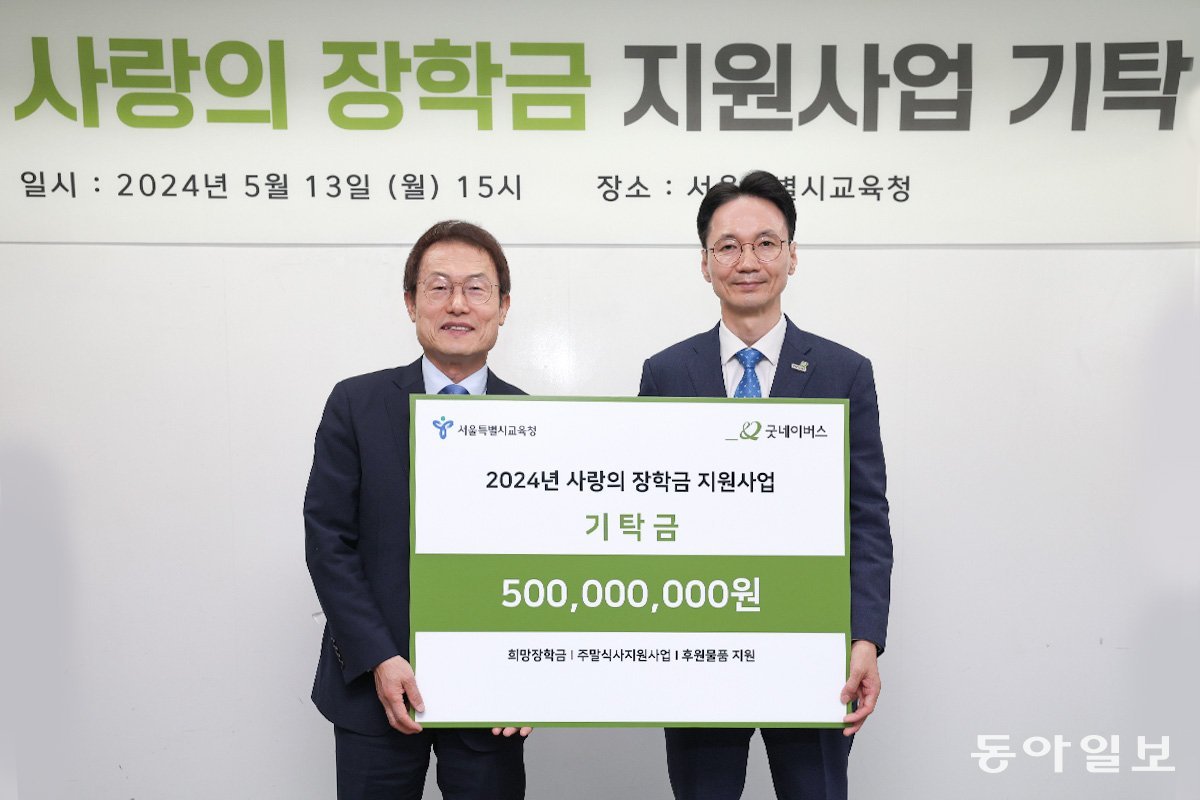 사랑의 장학금 지원사업 기탁
일시 : 2024년 5월 13일 (월) 15시 장소 : 서울특별시교육청
서울특별시교육청 굿네이버스
2024년 사랑의 장학금 지원사업
기탁금
500,000,000원
희망장학금 I 주말식사지원사업 I 후원물품 지원
동아일보